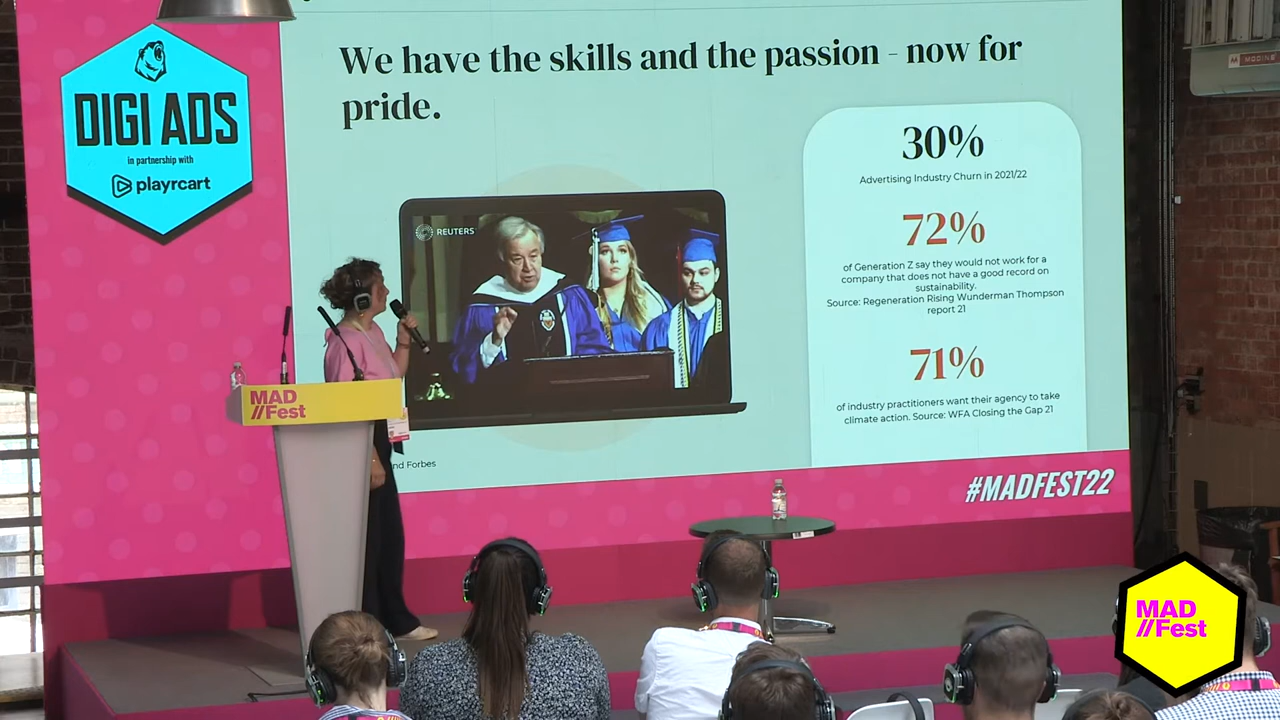 We have the skills and the passion - now for
pride.
DIGI ADS
in partnership with
playrcart
30%
Advertising Industry Churn in 2021/22
72%
of Generation Z say they would not work for a
company that does not have a good record on
sustainability.
Source: Regeneration Rising Wunderman Thompson
report 21
71%
of industry practitioners want their agency to take
climate action. Source: WFA Closing the Gap 21
REUTERS
MAD
//Fest
nd Forbes
#MADFEST22
MAD
//Fest
MODINE